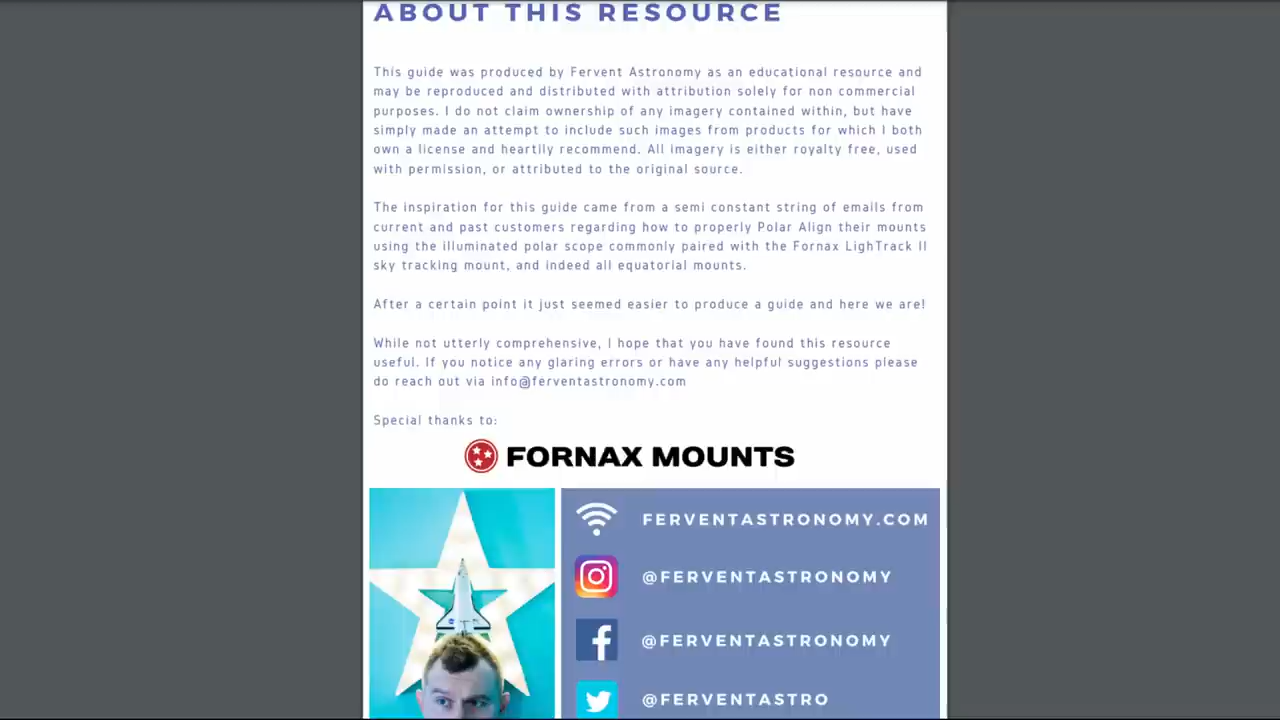 ABOUT THIS RESOURCE
This guide was produced by Fervent Astronomy as an educational resource and
may be reproduced and distributed with attribution solely for non commercial
purposes. I do not claim ownership of any imagery contained within, but have
simply made an attempt to include such images from products for which I both
own a license and heartily recommend. All imagery is either royalty free, used
with permission, or attributed to the original source.
The inspiration for this guide came from a semi constant string of emails from
current and past customers regarding how to properly Polar Align their mounts
using the illuminated polar scope commonly paired with the Fornax LighTrack II
sky tracking mount, and indeed all equatorial mounts.
After a certain point it just seemed easier to produce a guide and here we are!
While not utterly comprehensive, I hope that you have found this resource
useful. If you notice any glaring errors or have any helpful suggestions please
do reach out via info@ferventastronomy.com
Special thanks to:
FORNAX MOUNTS
FERVENTASTRONOMY.COM
@FERVENTASTRONOMY
@FERVENTASTRONOMY
@FERVENTASTRO